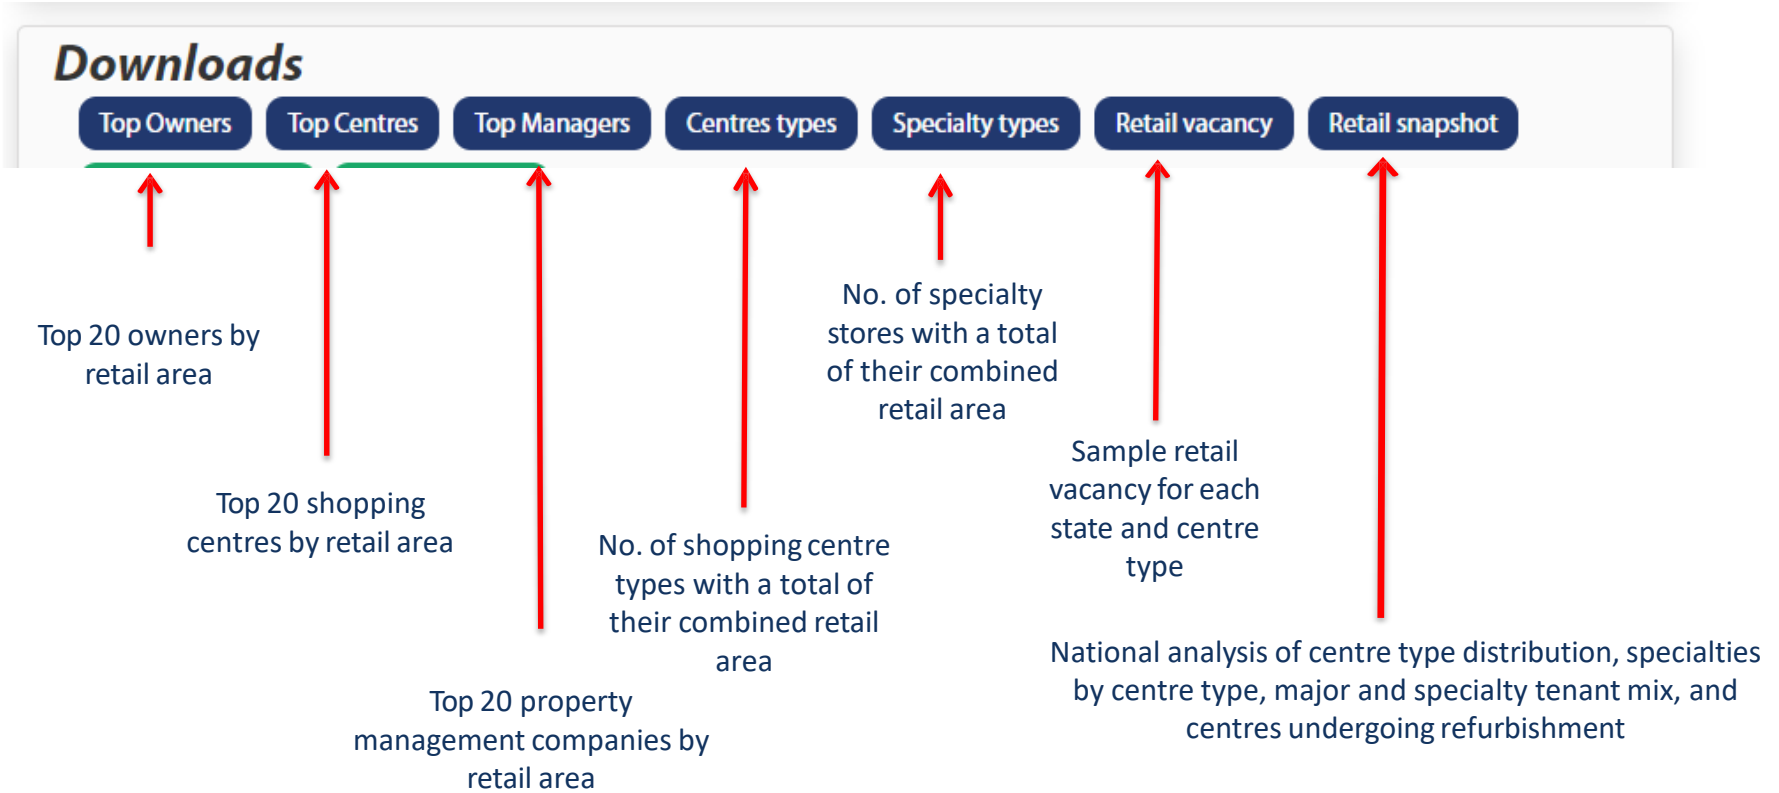 Downloads
Top Owners Top Centres Top Managers Centres types Specialty types Retail vacancy Retail snapshot
Top 20 owners by
retail area
Top 20 shopping
centres by retail area
Top 20 property
management companies by
retail area
No. of shopping centre
types with a total of
their combined retail
area
No. of specialty
stores with a total
of their combined
retail area
Sample retail
vacancy for each
state and centre
type
National analysis of centre type distribution, specialties
by centre type, major and specialty tenant mix, and
centres undergoing refurbishment